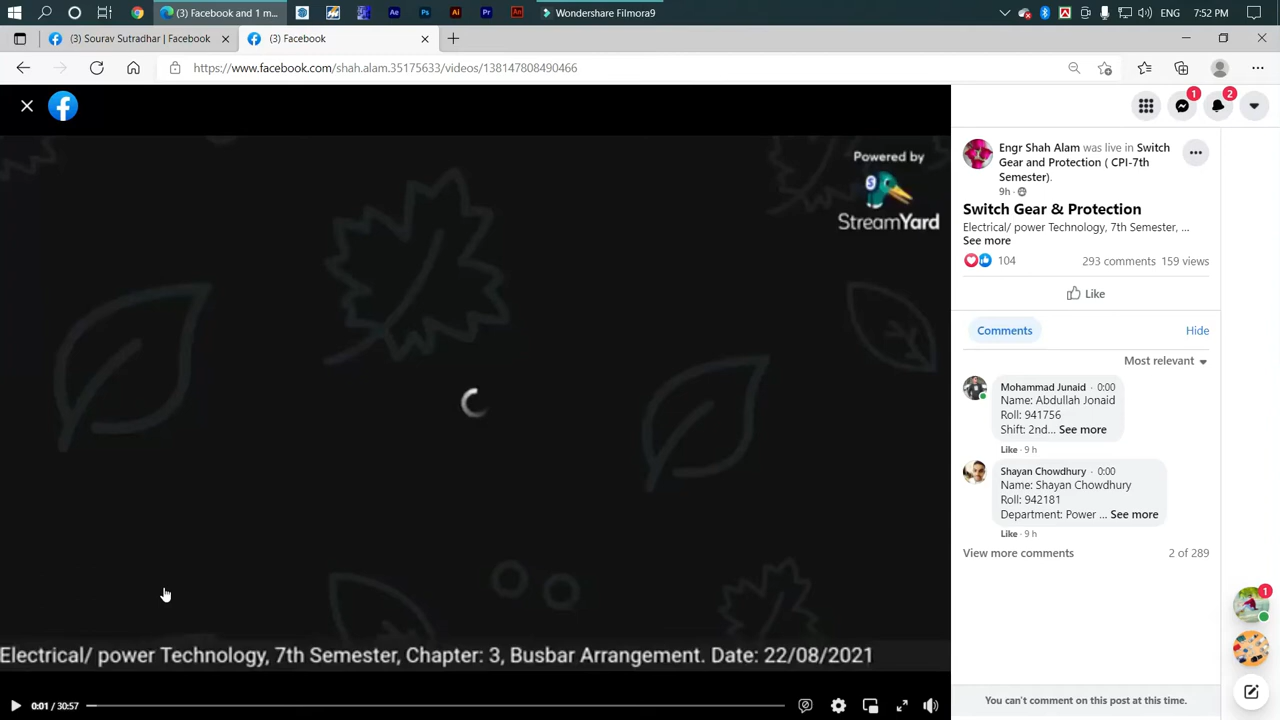 (3) Facebook and 1 m...
Wondershare Filmora9
ENG
7:52 PM
(3) Sourav Sutradhar | Facebook
(3) Facebook
https://www.facebook.com/shah.alam.35175633/videos/138147808490466
1
2
Powered by
StreamYard
Engr Shah Alam was live in Switch
Gear and Protection ( CPI-7th
Semester).
9h ·
Switch Gear & Protection
Electrical/ power Technology, 7th Semester, ...
See more
104
293 comments 159 views
Like
Comments
Hide
Most relevant
Mohammad Junaid · 0:00
Name: Abdullah Jonaid
Roll: 941756
Shift: 2nd... See more
Like · 9 h
Shayan Chowdhury · 0:00
Name: Shayan Chowdhury
Roll: 942181
Department: Power ... See more
Like · 9 h
View more comments
2 of 289
1
Electrical/ power Technology, 7th Semester, Chapter: 3, Busbar Arrangement. Date: 22/08/2021
0:01 / 30:57
You can't comment on this post at this time.